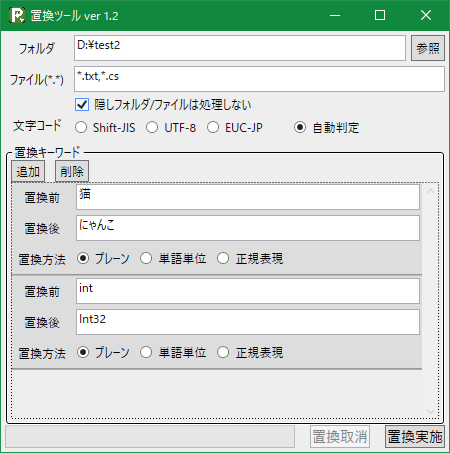 置換ツール ver 1.2
フォルダ D:¥test2 参照
ファイル(*.*) *.txt,*.cs
隠しフォルダ/ファイルは処理しない
文字コード Shift-JIS UTF-8 EUC-JP 自動判定
置換キーワード
追加 削除
置換前 猫
置換後 にゃんこ
置換方法 プレーン 単語単位 正規表現
置換前 int
置換後 Int32
置換方法 プレーン 単語単位 正規表現
置換取消 置換実施